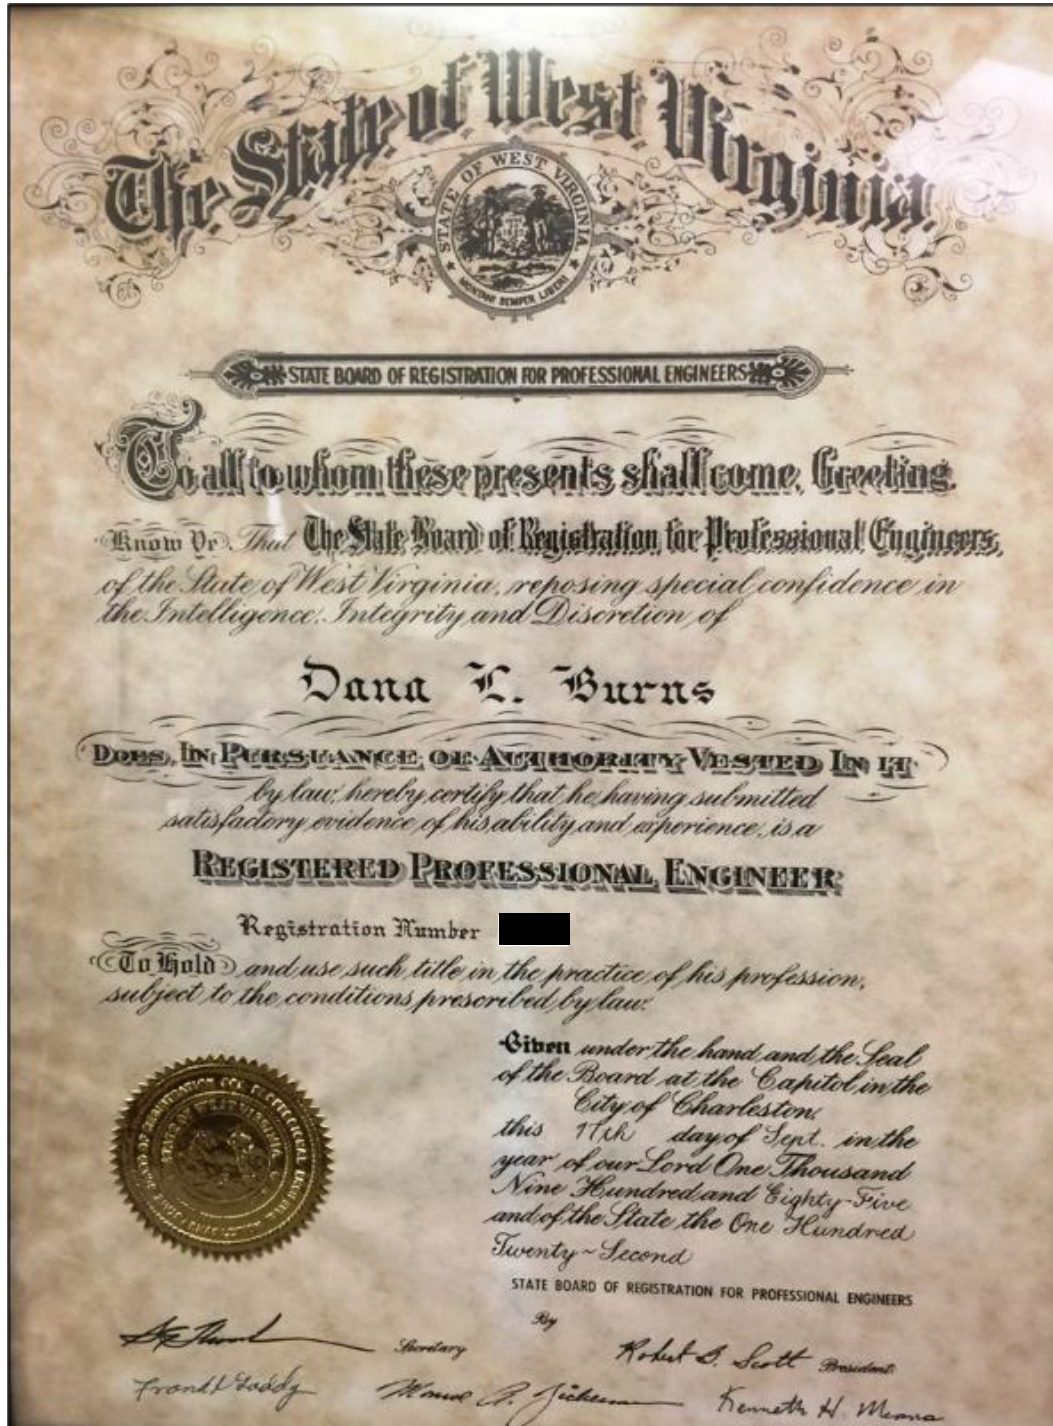 The State of West Virginia
STATE OF WEST VIRGINIA
MONTANI SEMPER LIBERI
STATE BOARD OF REGISTRATION FOR PROFESSIONAL ENGINEERS
To all to whom these presents shall come, Greeting.
Know Ye That The State Board of Registration for Professional Engineers,
of the State of West Virginia, reposing special confidence in
the Intelligence, Integrity and Discretion of
Dana L. Burns
DOES, IN PURSUANCE OF AUTHORITY VESTED IN IT
by law, hereby certify that he, having submitted
satisfactory evidence of his ability and experience, is a
REGISTERED PROFESSIONAL ENGINEER
Registration Number
To Hold and use such title in the practice of his profession,
subject to the conditions prescribed by law.
Given under the hand and the Seal
of the Board at the Capitol in the
City of Charleston,
this 17th day of Sept. in the
year of our Lord One Thousand
Nine Hundred and Eighty-Five
and of the State the One Hundred
Twenty-Second
STATE BOARD OF REGISTRATION FOR PROFESSIONAL ENGINEERS
By
Secretary
Robert B. Scott President
Kenneth H. Means